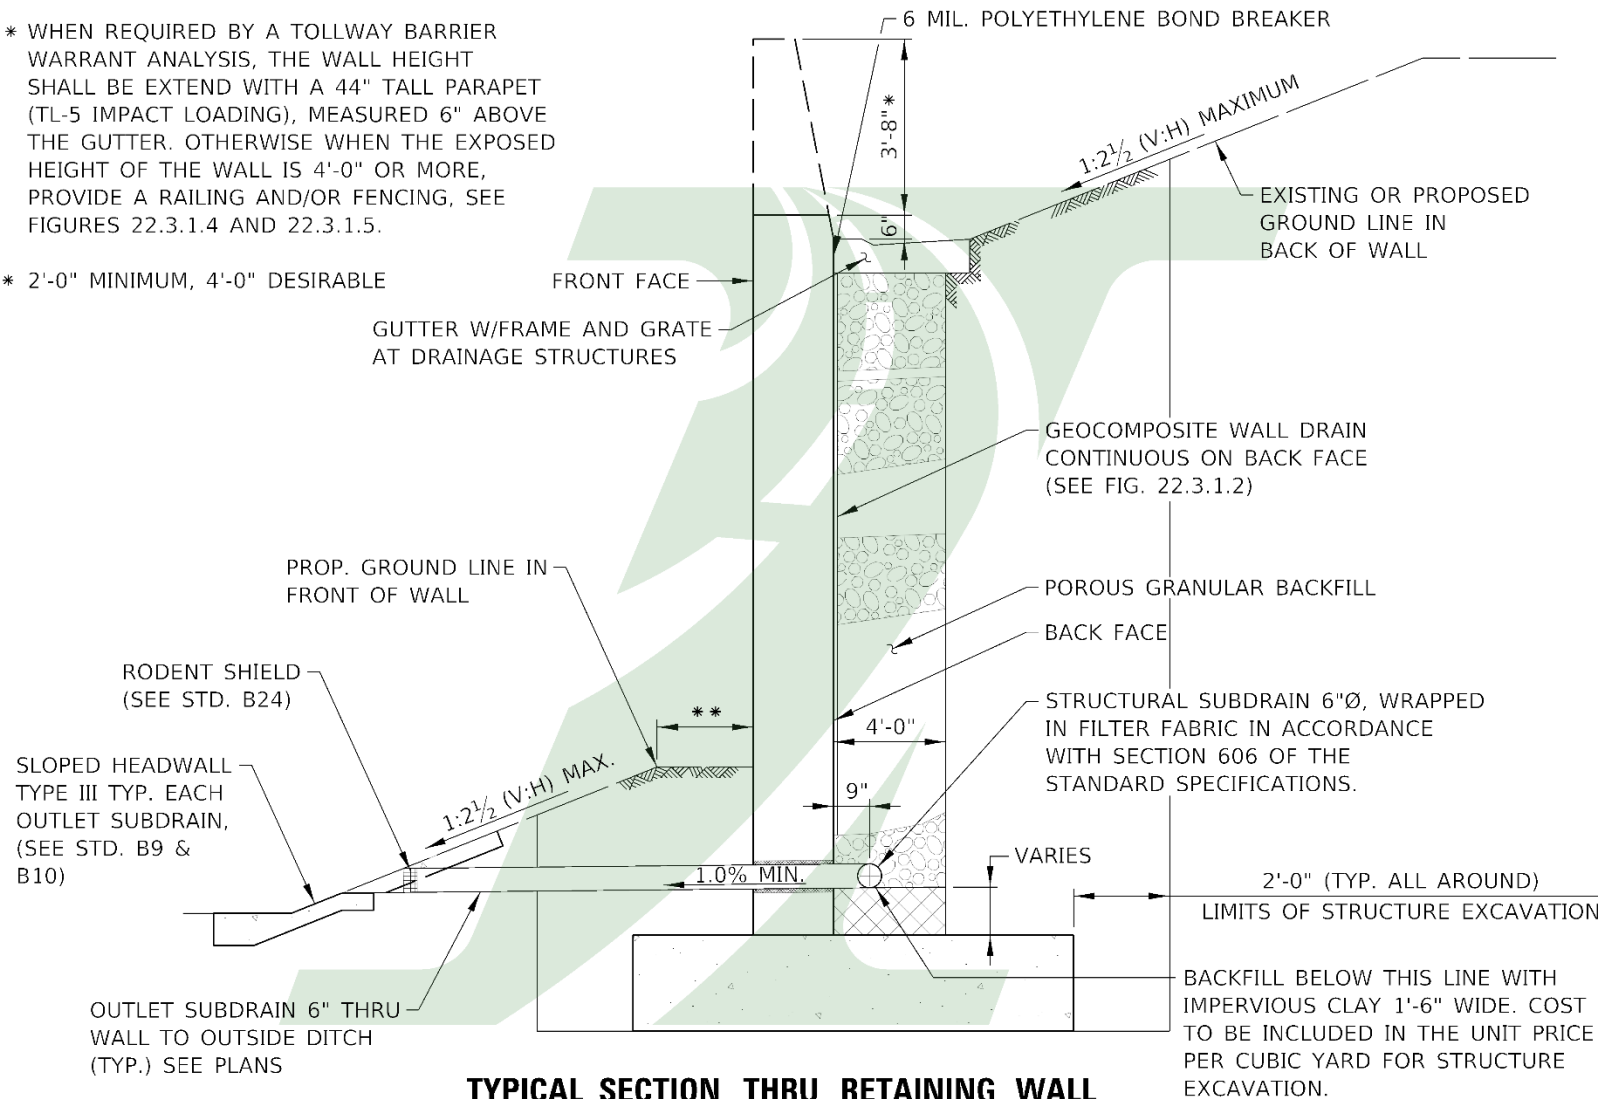 6 MIL. POLYETHYLENE BOND BREAKER
* WHEN REQUIRED BY A TOLLWAY BARRIER
WARRANT ANALYSIS, THE WALL HEIGHT
SHALL BE EXTEND WITH A 44" TALL PARAPET
(TL-5 IMPACT LOADING), MEASURED 6" ABOVE
THE GUTTER. OTHERWISE WHEN THE EXPOSED
HEIGHT OF THE WALL IS 4'-0" OR MORE,
PROVIDE A RAILING AND/OR FENCING, SEE
FIGURES 22.3.1.4 AND 22.3.1.5.
* 2'-0" MINIMUM, 4'-0" DESIRABLE
3'-8"*
6"
1:2½ (V:H) MAXIMUM
EXISTING OR PROPOSED
GROUND LINE IN
BACK OF WALL
FRONT FACE
GUTTER W/FRAME AND GRATE
AT DRAINAGE STRUCTURES
GEOCOMPOSITE WALL DRAIN
CONTINUOUS ON BACK FACE
(SEE FIG. 22.3.1.2)
PROP. GROUND LINE IN
FRONT OF WALL
POROUS GRANULAR BACKFILL
BACK FACE
RODENT SHIELD
(SEE STD. B24)
**
4'-0"
STRUCTURAL SUBDRAIN 6"Ø, WRAPPED
IN FILTER FABRIC IN ACCORDANCE
WITH SECTION 606 OF THE
STANDARD SPECIFICATIONS.
SLOPED HEADWALL
TYPE III TYP. EACH
OUTLET SUBDRAIN,
(SEE STD. B9 &
B10)
1:2½ (V:H) MAX.
9"
1.0% MIN.
VARIES
2'-0" (TYP. ALL AROUND)
LIMITS OF STRUCTURE EXCAVATION
OUTLET SUBDRAIN 6" THRU
WALL TO OUTSIDE DITCH
(TYP.) SEE PLANS
BACKFILL BELOW THIS LINE WITH
IMPERVIOUS CLAY 1'-6" WIDE. COST
TO BE INCLUDED IN THE UNIT PRICE
PER CUBIC YARD FOR STRUCTURE
EXCAVATION.
TYPICAL SECTION THRU RETAINING WALL